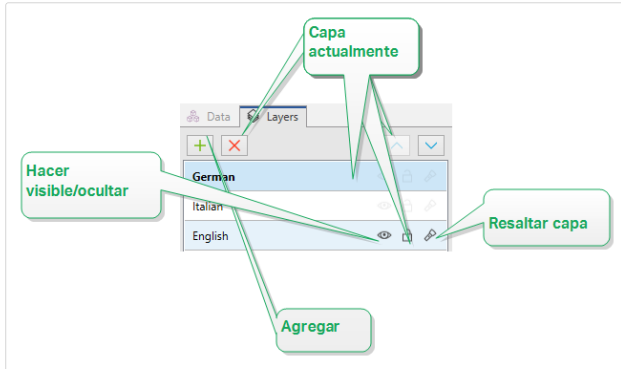 Capa
actualmente
Data
Layers
Hacer
visible/ocultar
German
Italian
English
Resaltar capa
Agregar